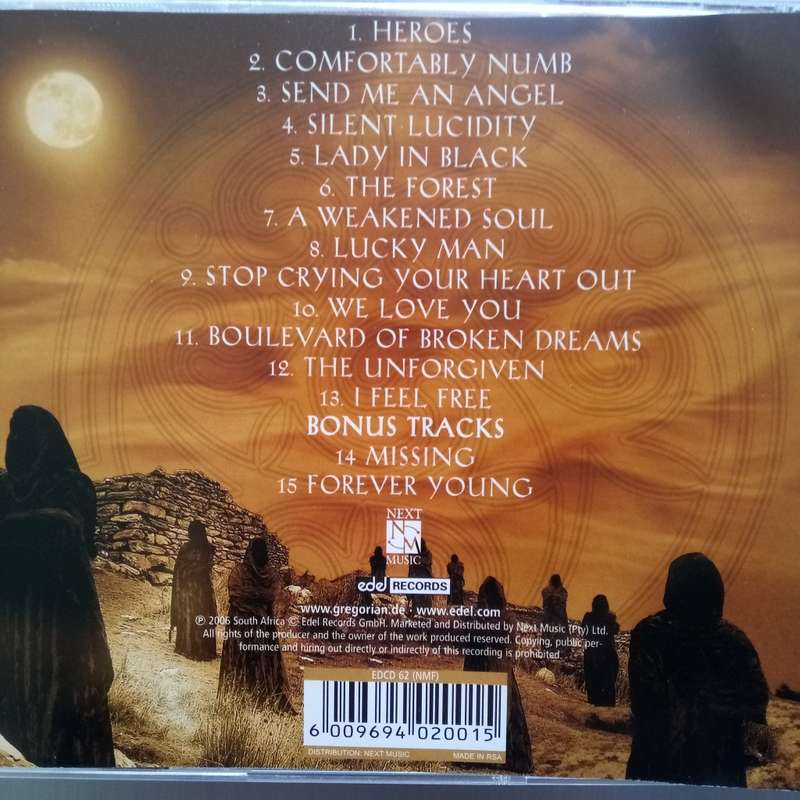 1. HEROES
2. COMFORTABLY NUMB
3. SEND ME AN ANGEL
4. SILENT LUCIDITY
5. LADY IN BLACK
6. THE FOREST
7. A WEAKENED SOUL
8. LUCKY MAN
9. STOP CRYING YOUR HEART OUT
10. WE LOVE YOU
11. BOULEVARD OF BROKEN DREAMS
12. THE UNFORGIVEN
13. I FEEL FREE
BONUS TRACKS
14 MISSING
15 FOREVER YOUNG
NEXT
NM
MUSIC
edel RECORDS
www.gregorian.de · www.edel.com
℗ 2006 South Africa © Edel Records GmbH. Marketed and Distributed by Next Music (Pty) Ltd.
All rights of the producer and the owner of the work produced reserved. Copying, public per-
formance and hiring out directly or indirectly of this recording is prohibited.
EDCD 62 (NMF)
6 009694 020015
DISTRIBUTION: NEXT MUSIC MADE IN RSA